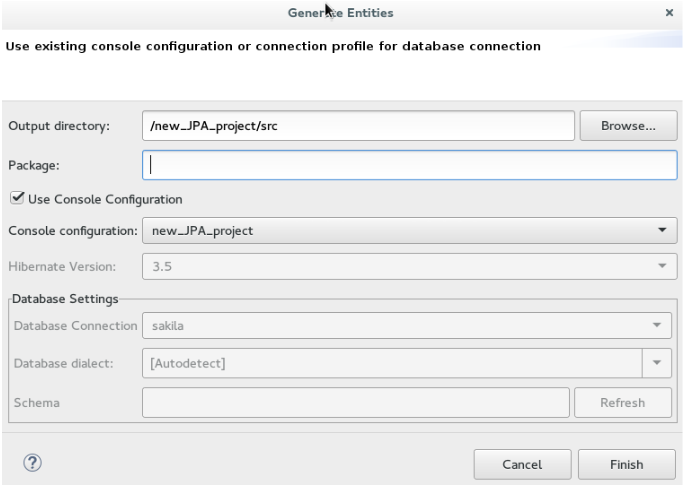 Generate Entities
Use existing console configuration or connection profile for database connection
Output directory: /new_JPA_project/src Browse...
Package:
Use Console Configuration
Console configuration: new_JPA_project
Hibernate Version: 3.5
Database Settings
Database Connection sakila
Database dialect: [Autodetect]
Schema Refresh
Cancel Finish